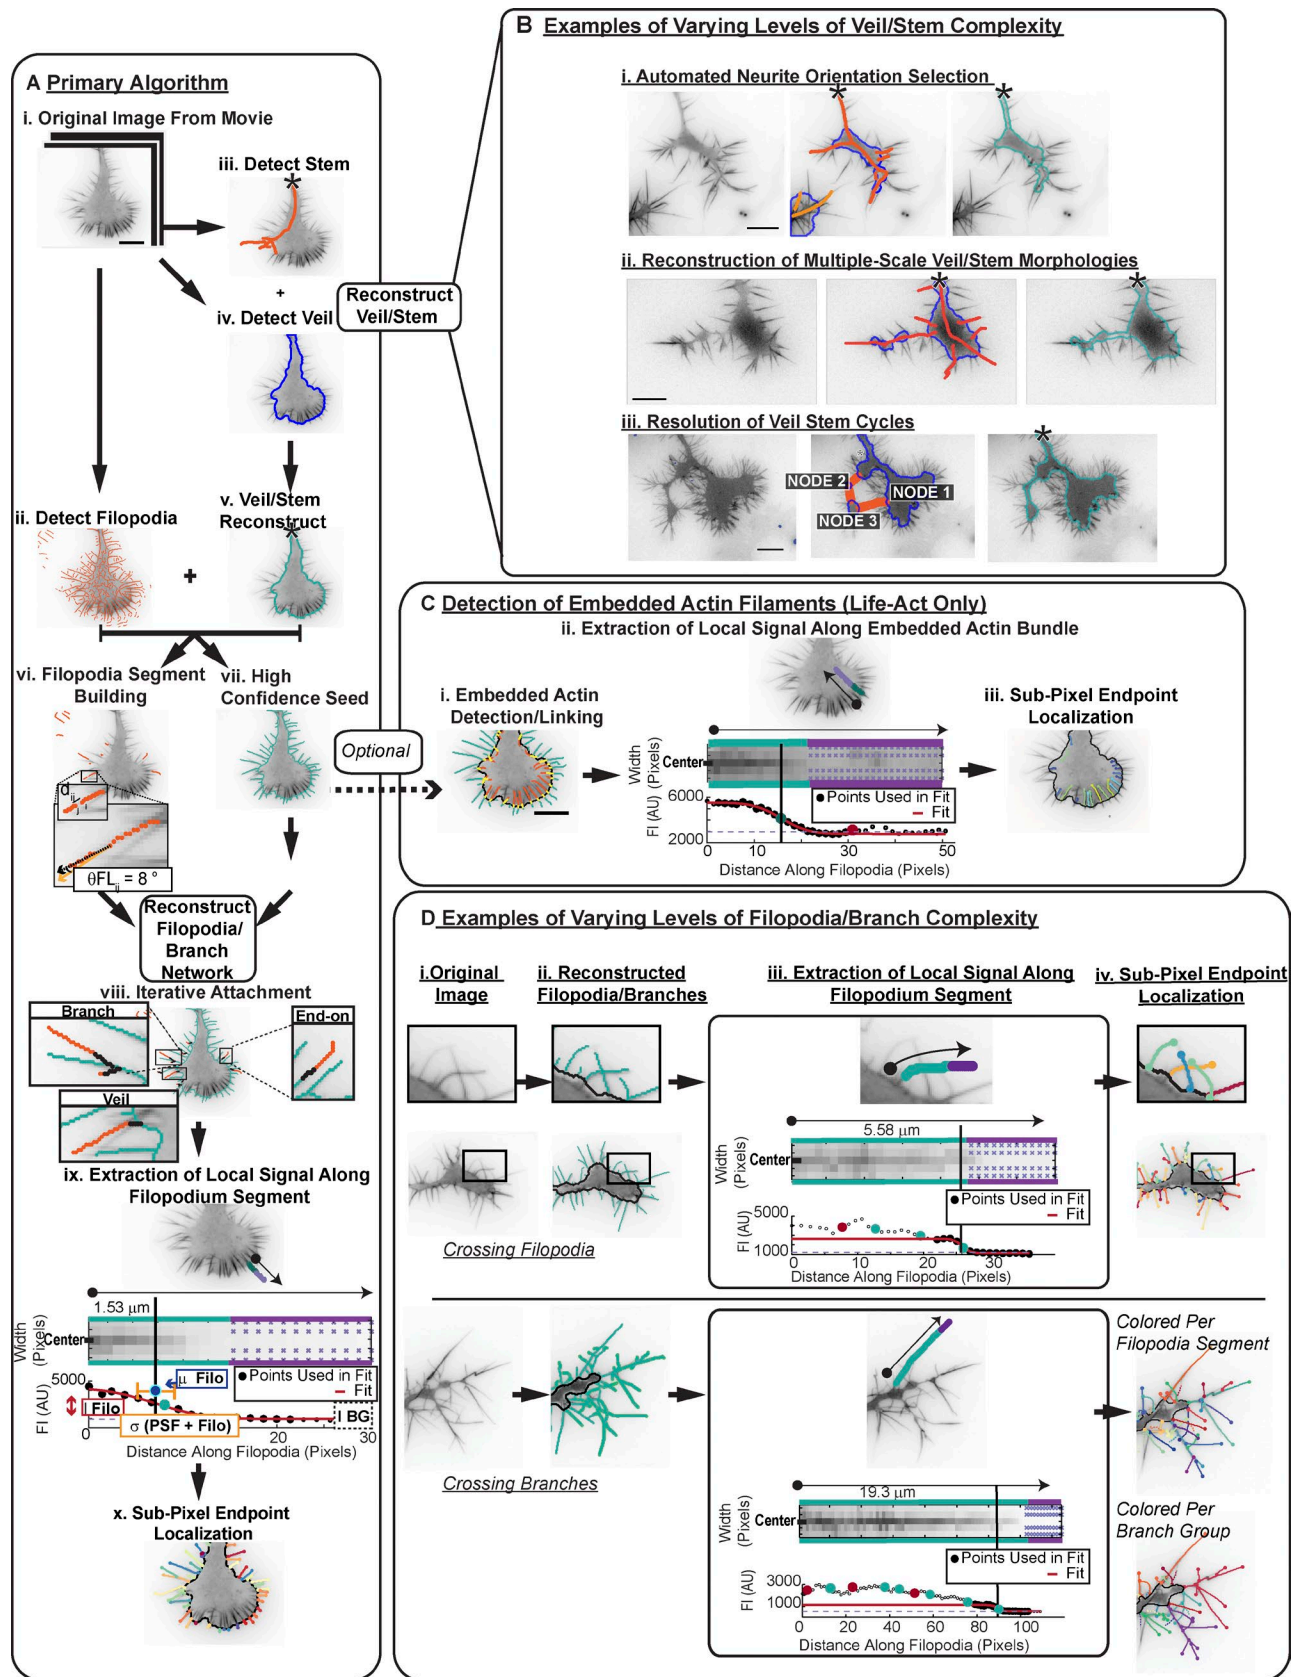 A Primary Algorithm
i. Original Image From Movie
iii. Detect Stem
*
+
iv. Detect Veil
Reconstruct
Veil/Stem
v. Veil/Stem
Reconstruct
*
ii. Detect Filopodia
+
vi. Filopodia Segment
Building
vii. High
Confidence Seed
d ij
i
j
θFL ij = 8 °
Optional
Reconstruct
Filopodia/
Branch
Network
viii. Iterative Attachment
Branch
End-on
Veil
ix. Extraction of Local Signal Along
Filopodium Segment
1.53 µm
Width
(Pixels)
Center
Points Used in Fit
Fit
5000
FI (AU)
µ Filo
I Filo
σ (PSF + Filo)
I BG
0
0
30
Distance Along Filopodia (Pixels)
x. Sub-Pixel Endpoint
Localization
B Examples of Varying Levels of Veil/Stem Complexity
i. Automated Neurite Orientation Selection
*
*
ii. Reconstruction of Multiple-Scale Veil/Stem Morphologies
*
*
iii. Resolution of Veil Stem Cycles
*
*
NODE 2
NODE 1
NODE 3
C Detection of Embedded Actin Filaments (Life-Act Only)
ii. Extraction of Local Signal Along Embedded Actin Bundle
i. Embedded Actin
Detection/Linking
iii. Sub-Pixel Endpoint
Localization
Width
(Pixels)
Center
Points Used in Fit
Fit
FI (AU)
6000
2000
0 10 30 50
Distance Along Filopodia (Pixels)
D Examples of Varying Levels of Filopodia/Branch Complexity
i.Original
Image
ii. Reconstructed
Filopodia/Branches
iii. Extraction of Local Signal Along
Filopodium Segment
iv. Sub-Pixel Endpoint
Localization
5.58 µm
Width
(Pixels)
Center
Points Used in Fit
Fit
FI (AU)
5000
1000
0 10 30
Distance Along Filopodia (Pixels)
Crossing Filopodia
19.3 µm
Width
(Pixels)
Center
Points Used in Fit
Fit
FI (AU)
3000
1000
0 20 40 60 80 100
Distance Along Filopodia (Pixels)
Crossing Branches
Colored Per
Filopodia Segment
Colored Per
Branch Group